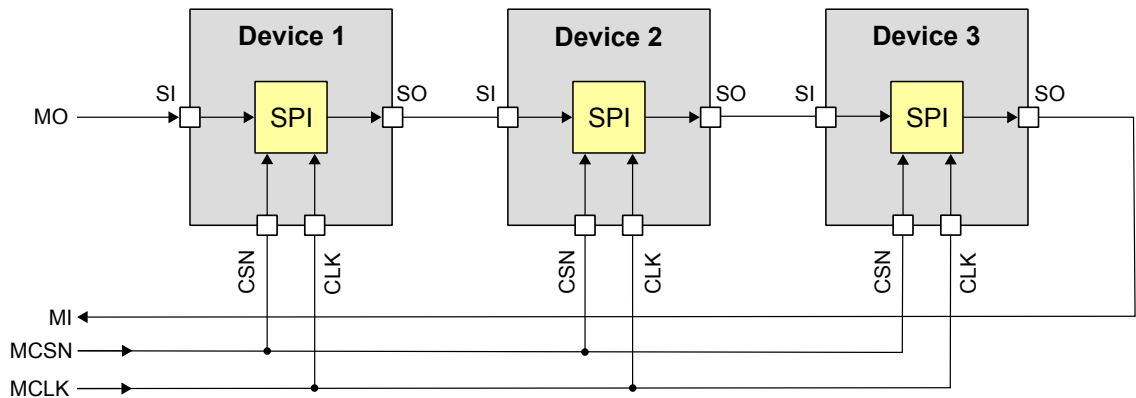 Device 1
Device 2
Device 3
SI
SO
SI
SO
SI
SO
MO
SPI
SPI
SPI
CSN
CLK
CSN
CLK
CSN
CLK
MI
MCSN
MCLK